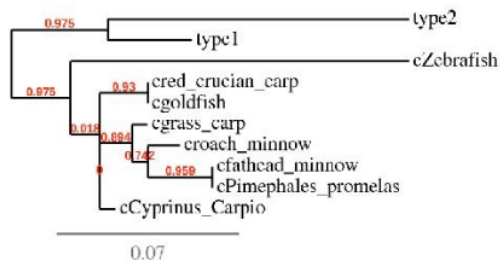 0.975
type2
type1
0.975
cZebrafish
0.93
cred_crucian_carp
cgoldfish
0.018
0.894
cgrass_carp
0.742
croach_minnow
0.959
cfathead_minnow
cPimephales_promelas
0
cCyprinus_Carpio
0.07